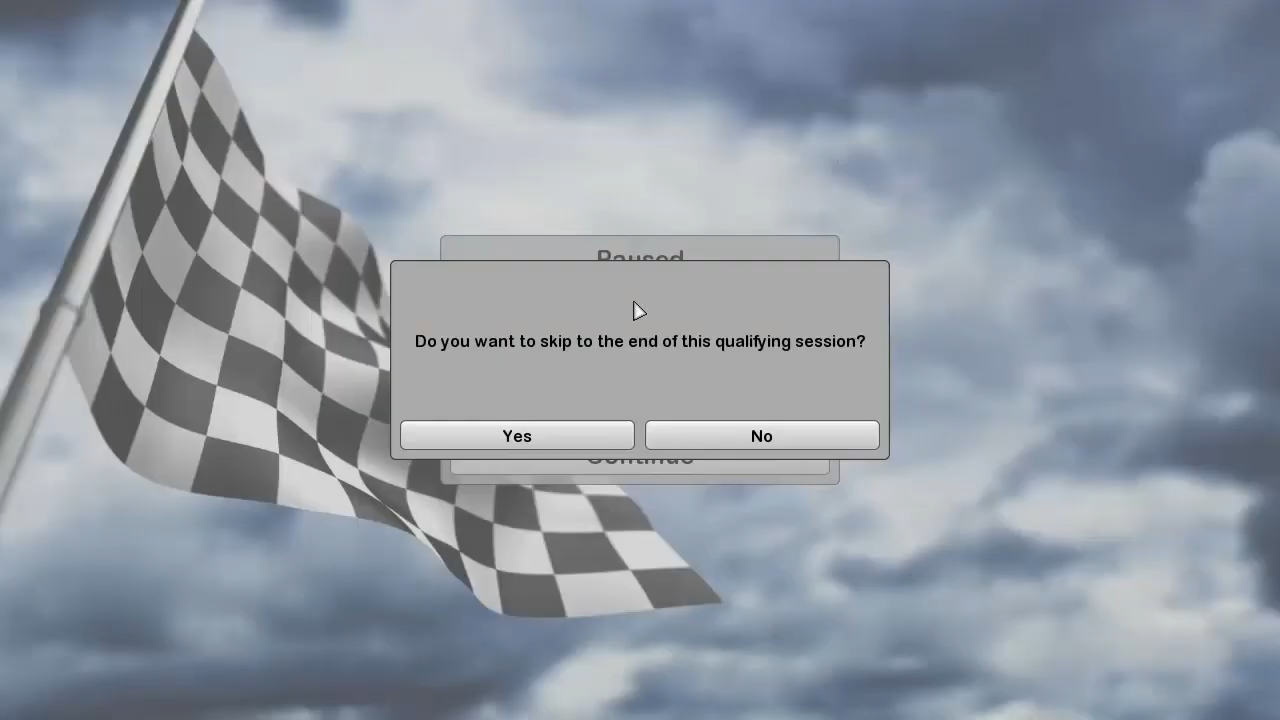 Paused
Do you want to skip to the end of this qualifying session?
Yes
No
Continue